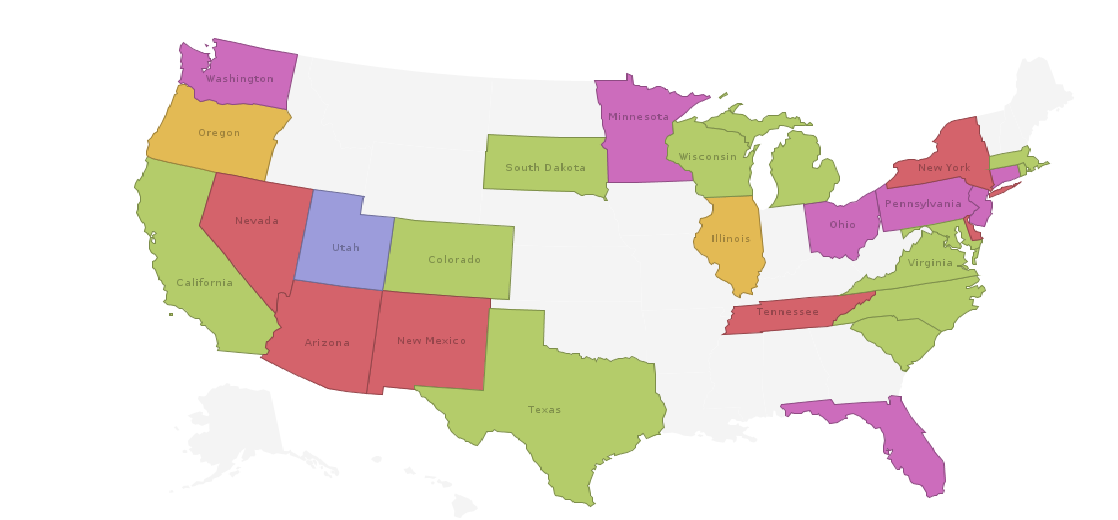 Washington
Oregon
California
Nevada
Utah
Colorado
Arizona
New Mexico
Texas
South Dakota
Minnesota
Wisconsin
Illinois
Tennessee
Ohio
Pennsylvania
New York
Virginia